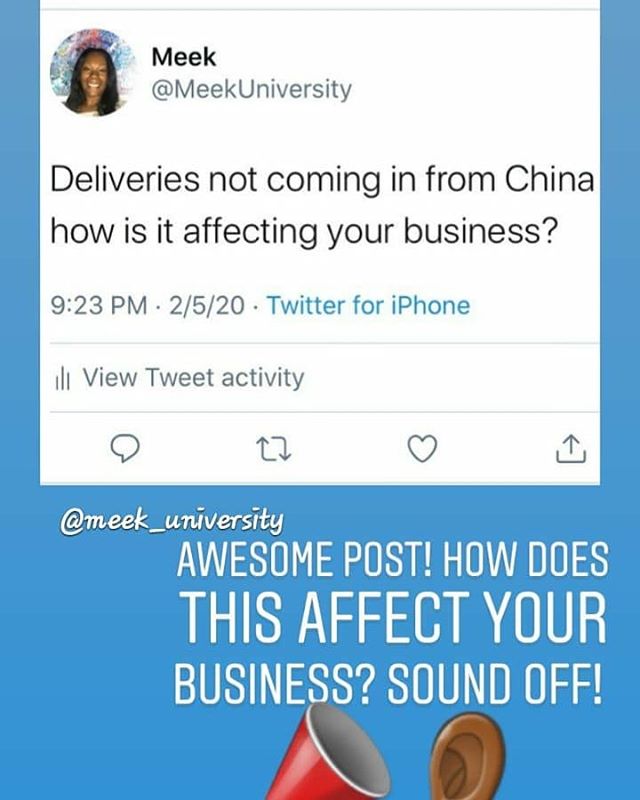 Meek
@MeekUniversity
Deliveries not coming in from China
how is it affecting your business?
9:23 PM · 2/5/20 · Twitter for iPhone
View Tweet activity
@meek_university
AWESOME POST! HOW DOES
THIS AFFECT YOUR
BUSINESS? SOUND OFF!